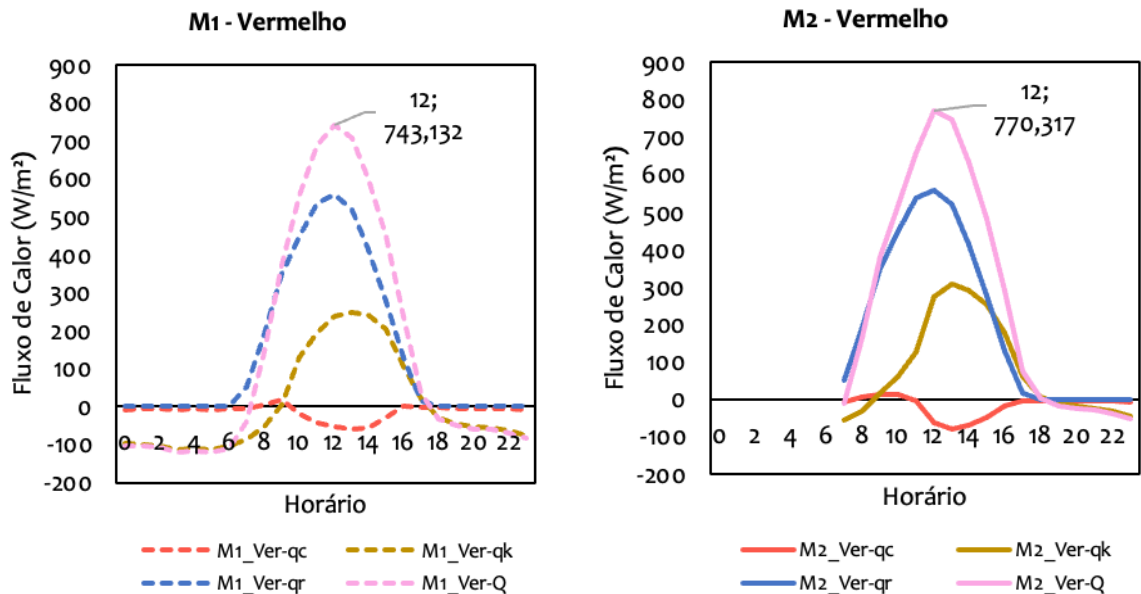 M1 - Vermelho
Fluxo de Calor (W/m²)
900
800
700
600
500
400
300
200
100
0
-100
-200
12;
743,132
0 2 4 6 8 10 12 14 16 18 20 22
Horário
M1_Ver-qc M1_Ver-qk
M1_Ver-qr M1_Ver-Q
M2 - Vermelho
Fluxo de Calor (W/m²)
900
800
700
600
500
400
300
200
100
0
-100
-200
12;
770,317
0 2 4 6 8 10 12 14 16 18 20 22
Horário
M2_Ver-qc M2_Ver-qk
M2_Ver-qr M2_Ver-Q